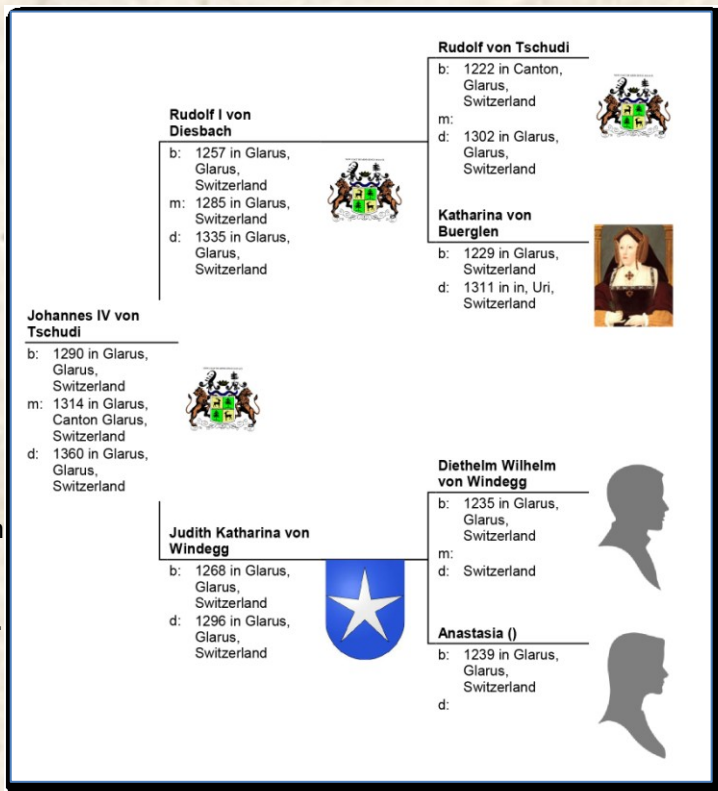 Rudolf von Tschudi
b: 1222 in Canton,
Glarus,
Switzerland
m:
d: 1302 in Glarus,
Glarus,
Switzerland
Rudolf I von
Diesbach
b: 1257 in Glarus,
Glarus,
Switzerland
m: 1285 in Glarus,
Switzerland
d: 1335 in Glarus,
Glarus,
Switzerland
Katharina von
Buerglen
b: 1229 in Glarus,
Switzerland
d: 1311 in in, Uri,
Switzerland
Johannes IV von
Tschudi
b: 1290 in Glarus,
Glarus,
Switzerland
m: 1314 in Glarus,
Canton Glarus,
Switzerland
d: 1360 in Glarus,
Glarus,
Switzerland
Diethelm Wilhelm
von Windegg
b: 1235 in Glarus,
Glarus,
Switzerland
m:
d: Switzerland
Judith Katharina von
Windegg
b: 1268 in Glarus,
Glarus,
Switzerland
d: 1296 in Glarus,
Glarus,
Switzerland
Anastasia ()
b: 1239 in Glarus,
Glarus,
Switzerland
d: